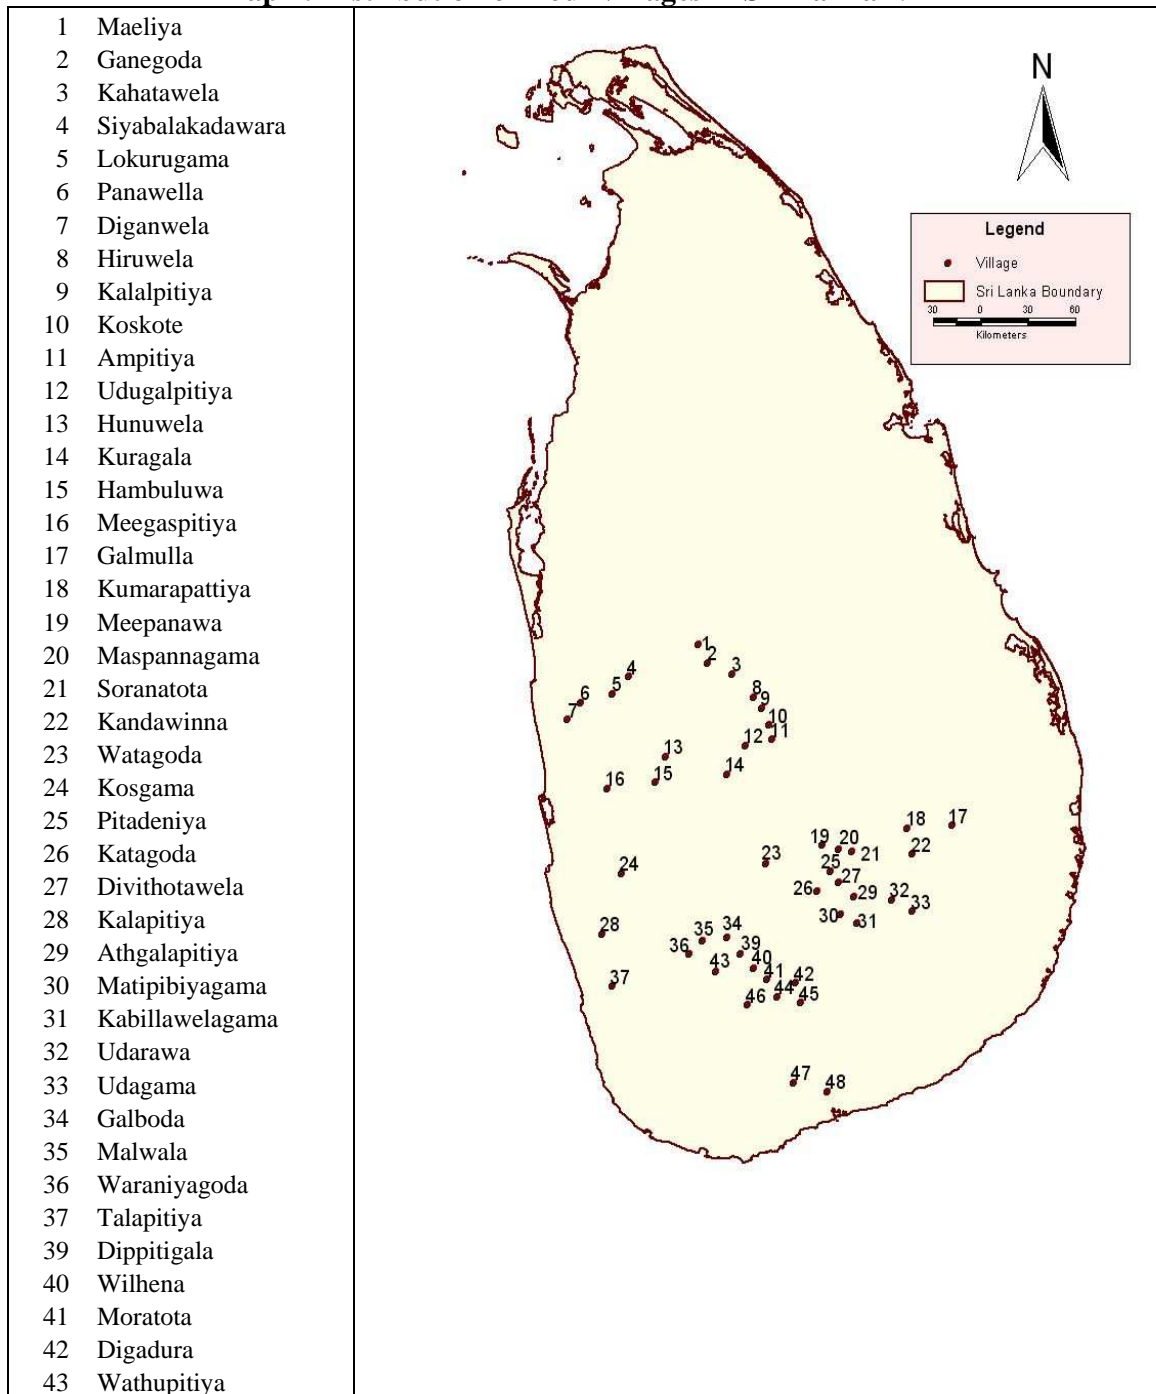 1 Maeliya
2 Ganegoda
3 Kahatawela
4 Siyabalakadawara
5 Lokurugama
6 Panawella
7 Diganwela
8 Hiruwela
9 Kalalpitiya
10 Koskote
11 Ampitiya
12 Udugalpitiya
13 Hunuwela
14 Kuragala
15 Hambuluwa
16 Meegaspitiya
17 Galmulla
18 Kumarapattiya
19 Meepanawa
20 Maspannagama
21 Soranatota
22 Kandawinna
23 Watagoda
24 Kosgama
25 Pitadeniya
26 Katagoda
27 Divithotawela
28 Kalapitiya
29 Athgalapitiya
30 Matipibiyagama
31 Kabillawelagama
32 Udarawa
33 Udagama
34 Galboda
35 Malwala
36 Waraniyagoda
37 Talapitiya
39 Dippitigala
40 Wilhena
41 Moratota
42 Digadura
43 Wathupitiya
N
Legend
Village
Sri Lanka Boundary
30 0 30 60
Kilometers
1
2
3
4
5
6
7
8
9
10
11
12
13
14
15
16
17
18
19
20
21
22
23
24
25
26
27
28
29
30
31
32
33
34
35
36
37
39
40
41
42
43
44
45
46
47
48